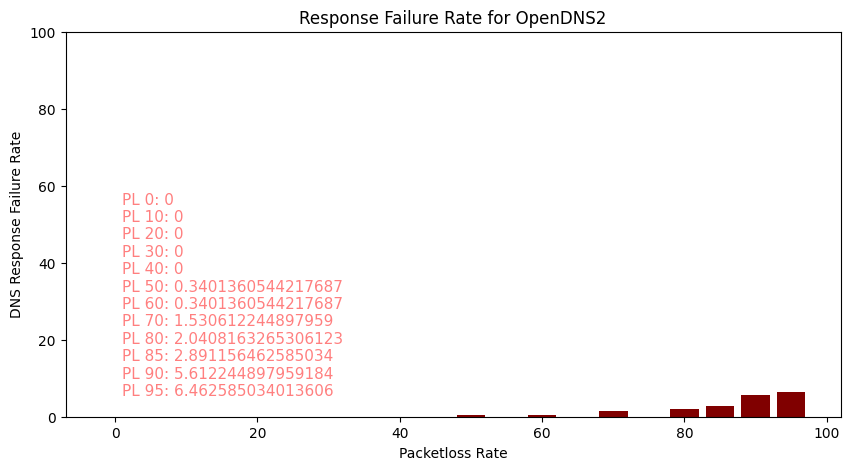 Response Failure Rate for OpenDNS2
100
80
60
40
20
0
DNS Response Failure Rate
PL 0: 0
PL 10: 0
PL 20: 0
PL 30: 0
PL 40: 0
PL 50: 0.3401360544217687
PL 60: 0.3401360544217687
PL 70: 1.530612244897959
PL 80: 2.0408163265306123
PL 85: 2.891156462585034
PL 90: 5.612244897959184
PL 95: 6.462585034013606
0 20 40 60 80 100
Packetloss Rate